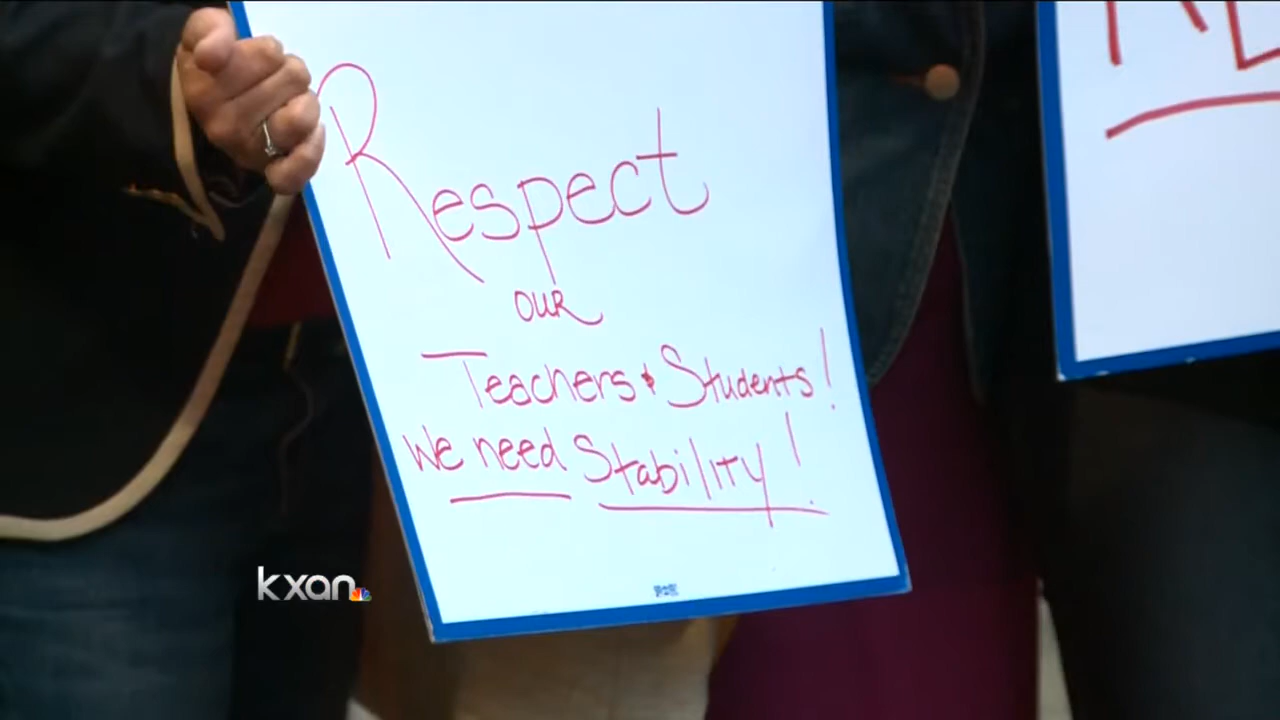 Respect
our
Teachers & Students!
We need Stability!
kxan